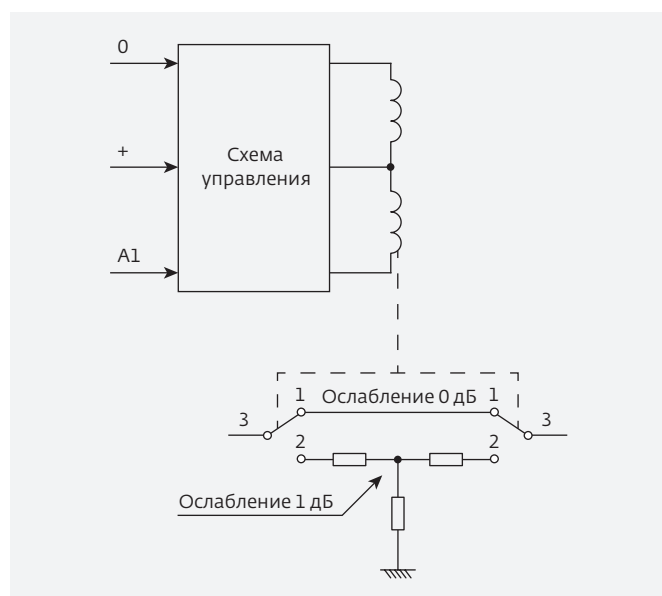 0
+
Схема
управления
A1
1 Ослабление 0 дБ 1
3 3
2 2
Ослабление 1 дБ